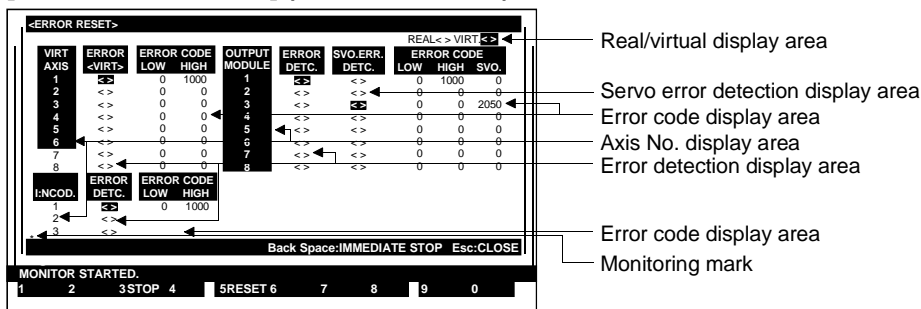 <ERROR RESET>
REAL< > VIRT.< >
VIRT AXIS ERROR <VIRT> ERROR CODE LOW HIGH OUTPUT MODULE ERROR DETC. SVO.ERR. DETC. ERROR CODE LOW HIGH SVO.
1 < > 0 1000 1 < > < > 0 1000 0
2 < > 0 0 2 < > < > 0 0 0
3 < > 0 0 3 < > < > 0 0 2050
4 < > 0 0 4 < > < > 0 0 0
5 < > 0 0 5 < > < > 0 0 0
6 < > 0 0 6 < > < > 0 0 0
7 < > 0 0 7 < > < > 0 0 0
8 < > 0 0 8 < > < > 0 0 0
I:NCOD. ERROR DETC. ERROR CODE LOW HIGH
1 < > 0 1000
2 < >
3 < >
*
Back Space:IMMEDIATE STOP Esc:CLOSE
MONITOR STARTED.
1 2 3STOP 4 5RESET 6 7 8 9 0
Real/virtual display area
Servo error detection display area
Error code display area
Axis No. display area
Error detection display area
Error code display area
Monitoring mark